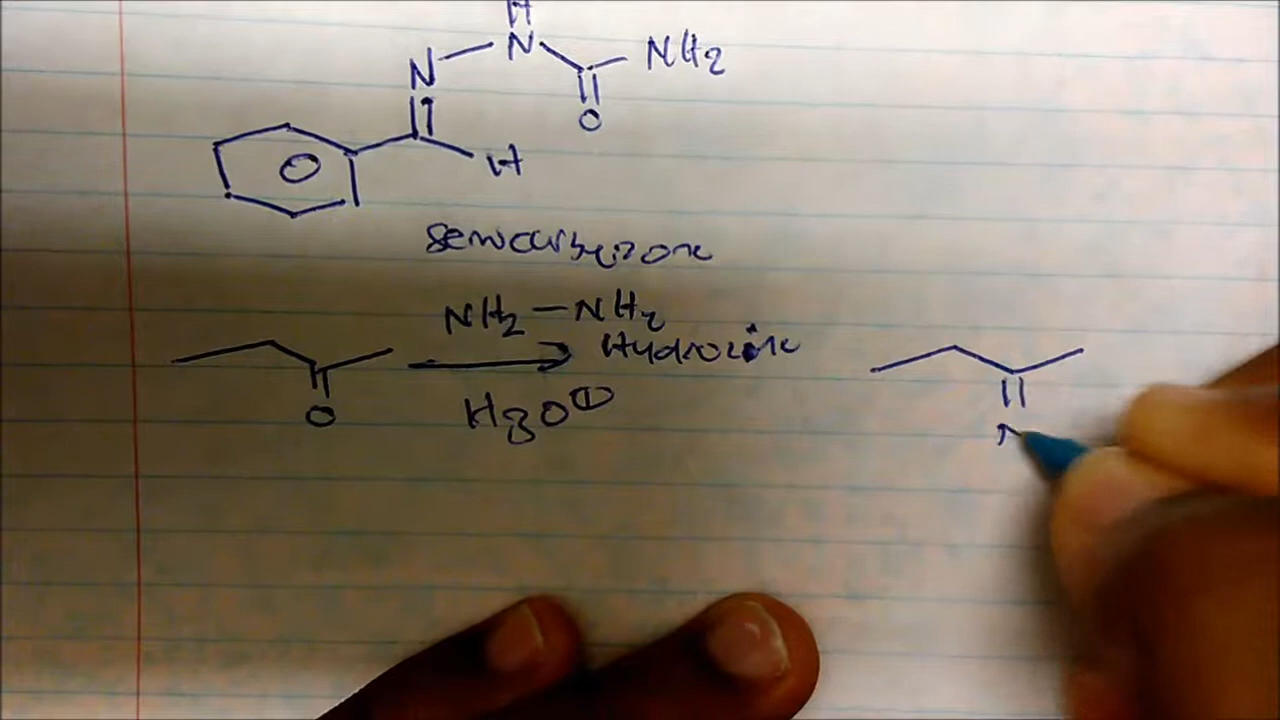 H
N N NH2
O
O H
semicarbazone
NH2 — NH2
Hydrazine
O H3O⊕ N